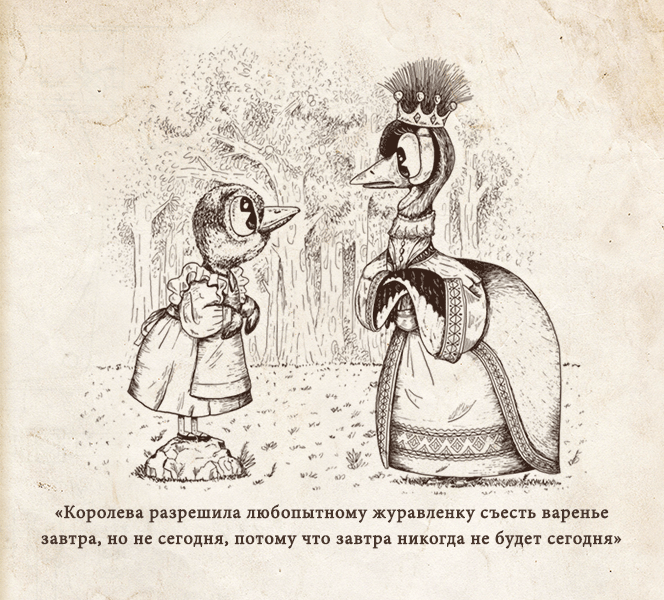 «Королева разрешила любопытному журавленку съесть варенье
завтра, но не сегодня, потому что завтра никогда не будет сегодня»